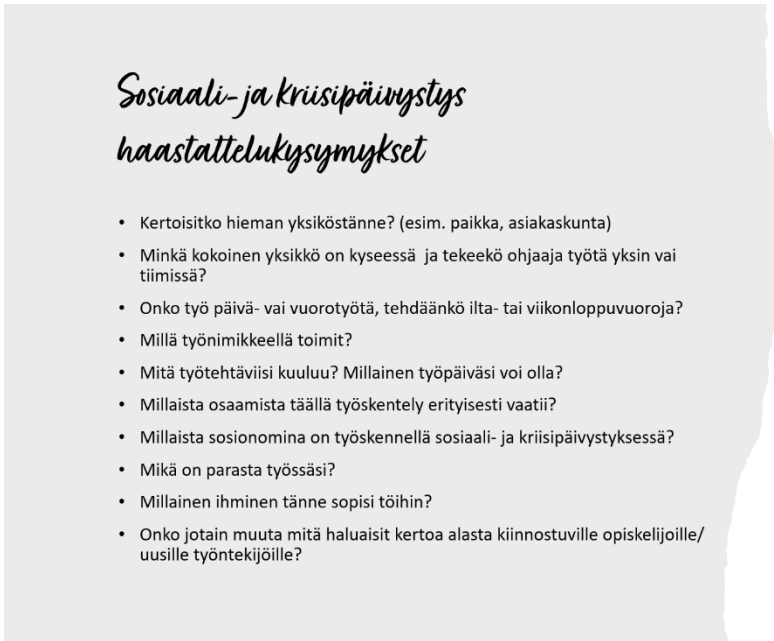 Sosiaali- ja kriisipäivystys
haastattelukysymykset
• Kertoisitko hieman yksiköstänne? (esim. paikka, asiakaskunta)
• Minkä kokoinen yksikkö on kyseessä  ja tekeekö ohjaaja työtä yksin vai
tiimissä?
• Onko työ päivä- vai vuorotyötä, tehdäänkö ilta- tai viikonloppuvuoroja?
• Millä työnimikkeellä toimit?
• Mitä työtehtäviisi kuuluu? Millainen työpäiväsi voi olla?
• Millaista osaamista täällä työskentely erityisesti vaatii?
• Millaista sosionomina on työskennellä sosiaali- ja kriisipäivystyksessä?
• Mikä on parasta työssäsi?
• Millainen ihminen tänne sopisi töihin?
• Onko jotain muuta mitä haluaisit kertoa alasta kiinnostuville opiskelijoille/
uusille työntekijöille?